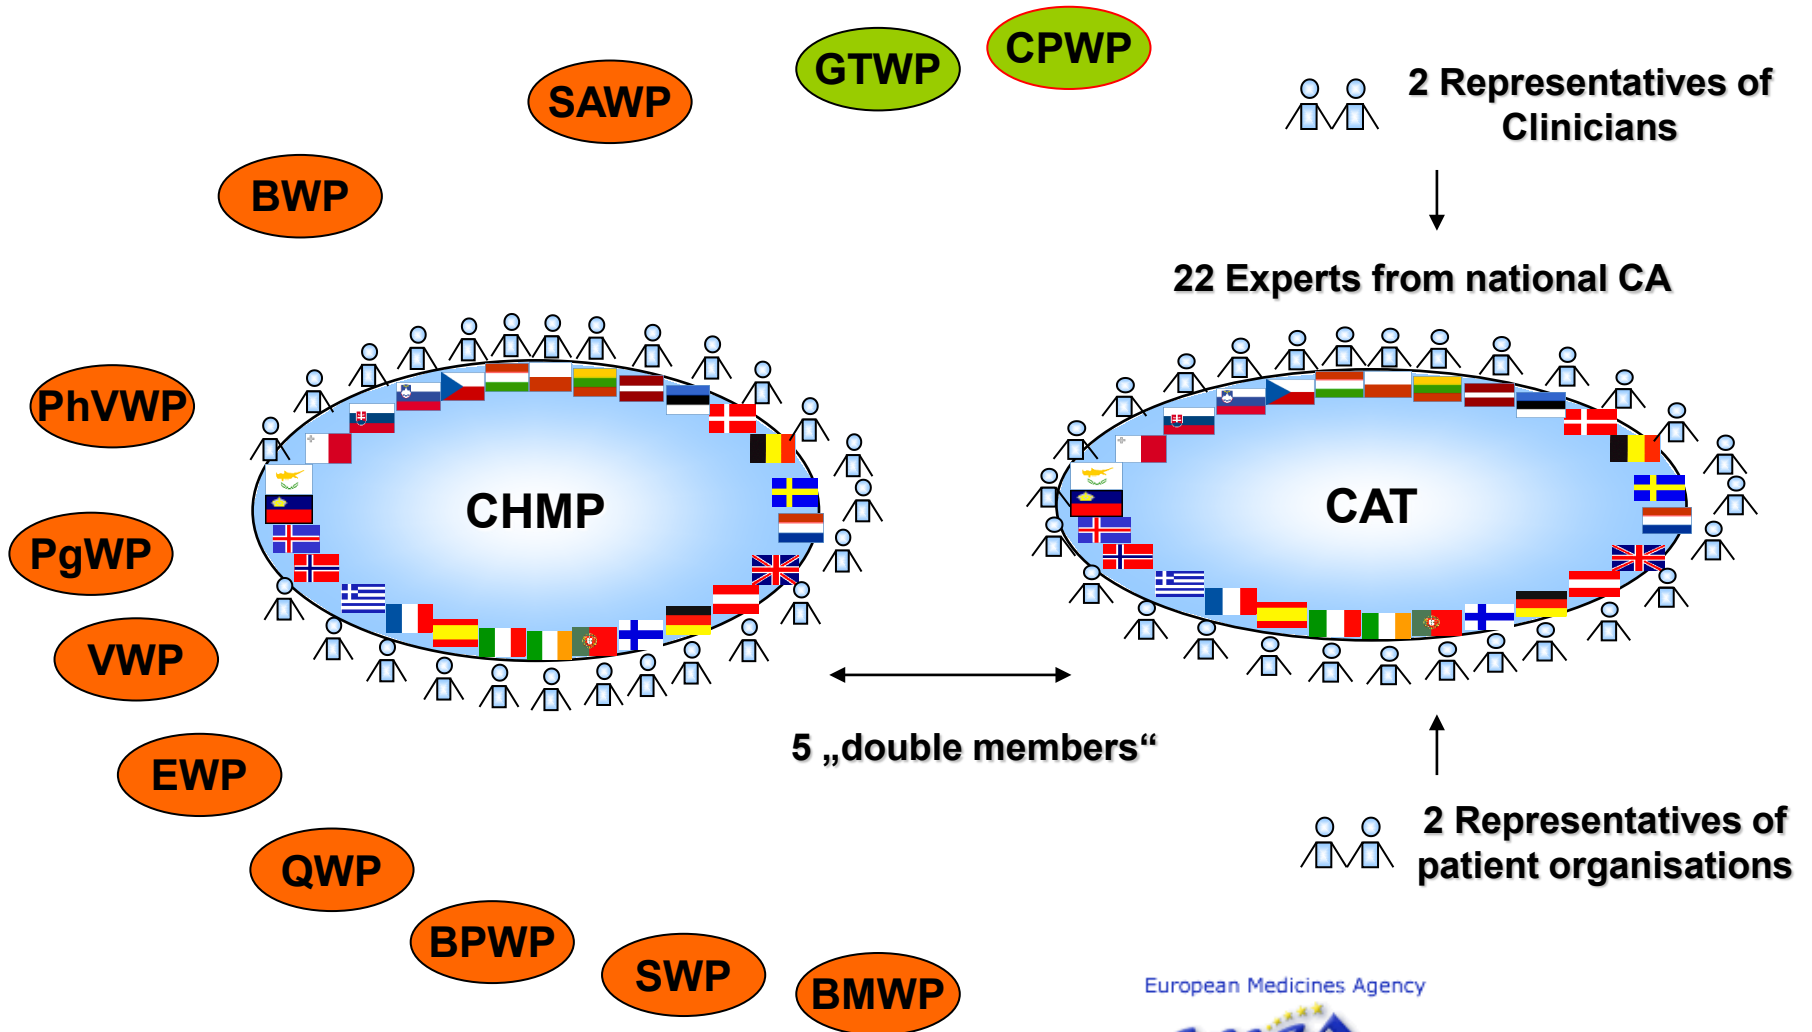 CPWP
GTWP
SAWP
2 Representatives of
Clinicians
BWP
22 Experts from national CA
PhVWP
CHMP
CAT
PgWP
VWP
5 „double members“
EWP
2 Representatives of
patient organisations
QWP
BPWP
SWP
BMWP
European Medicines Agency